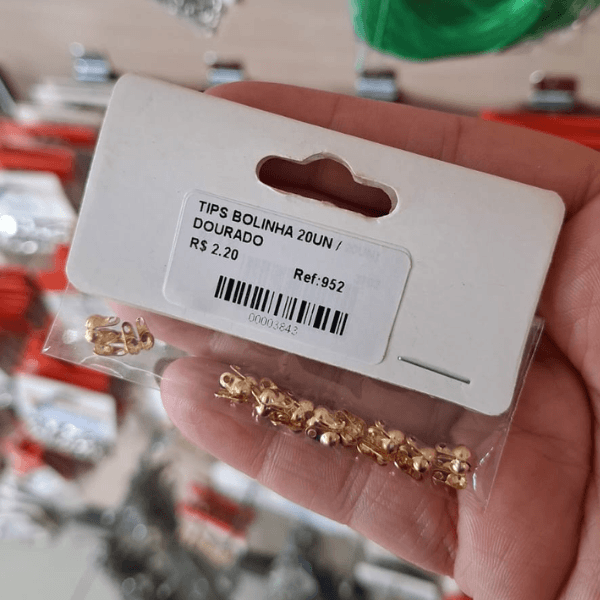 TIPS BOLINHA 20UN /
DOURADO
R$ 2.20
Ref:952
00003843